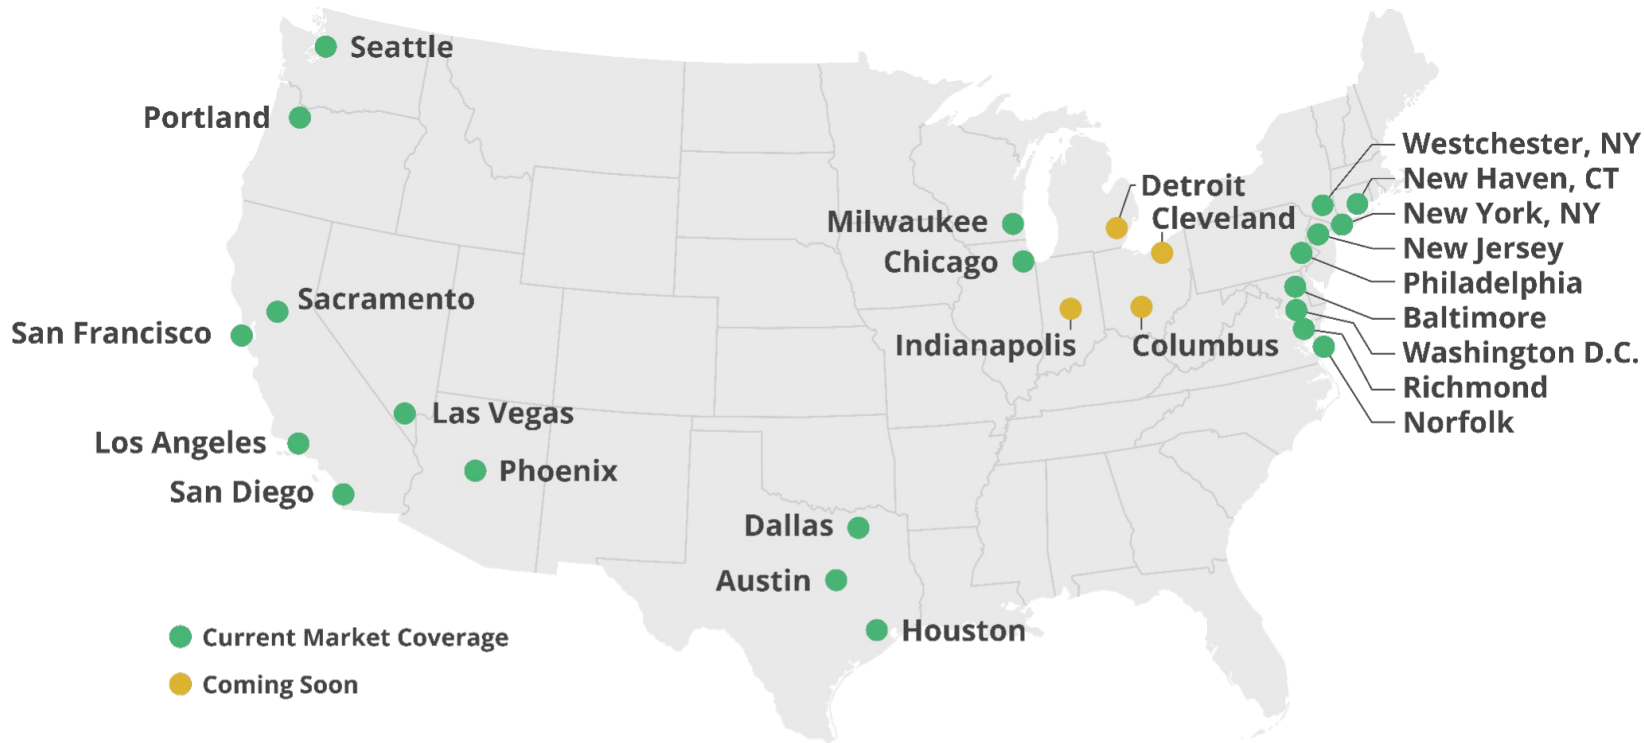 Seattle
Portland
Sacramento
San Francisco
Las Vegas
Los Angeles
Phoenix
San Diego
Dallas
Austin
Houston
Milwaukee
Chicago
Detroit
Cleveland
Indianapolis
Columbus
Westchester, NY
New Haven, CT
New York, NY
New Jersey
Philadelphia
Baltimore
Washington D.C.
Richmond
Norfolk
Current Market Coverage
Coming Soon